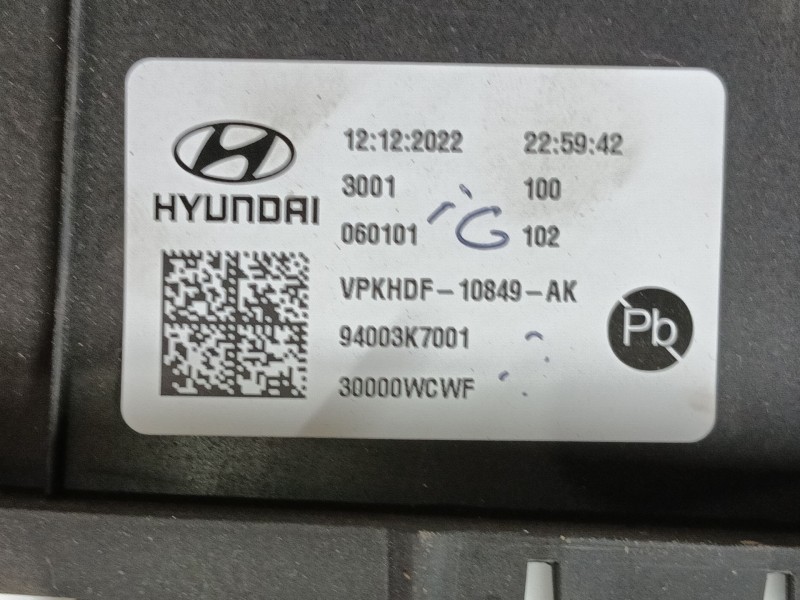 HYUNDAI
12:12:2022 22:59:42
3001 100
060101 G 102
VPKHDF-10849-AK
94003K7001
30000WCWF
Pb